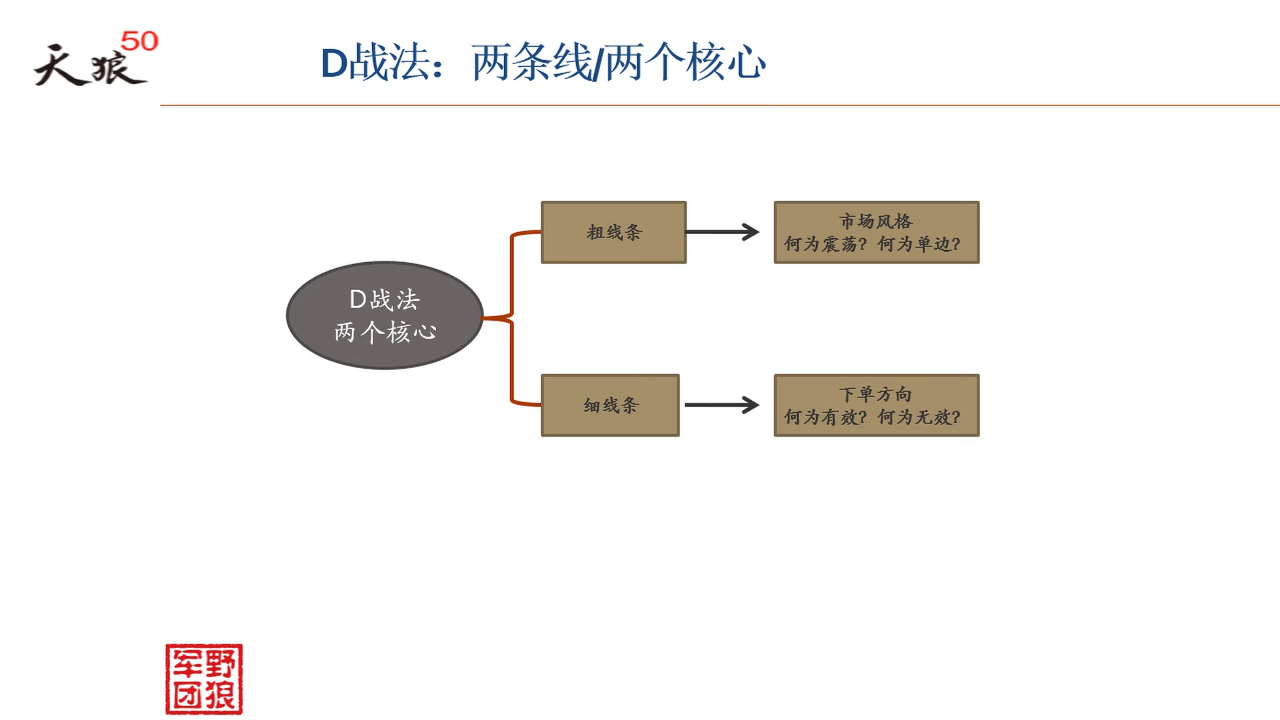 天狼50
D战法：两条线/两个核心
D战法
两个核心
粗线条
市场风格
何为震荡？何为单边？
细线条
下单方向
何为有效？何为无效？
军野
团狼